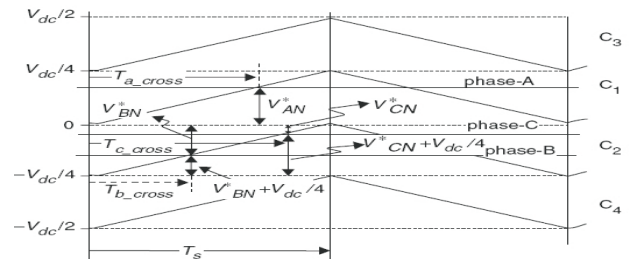 V_dc/2
C_3
V_dc/4
T_a_cross
phase-A
C_1
V*_BN
V*_AN
V*_CN
0
phase-C
T_c_cross
V*_CN + V_dc/4
C_2
phase-B
-V_dc/4
T_b_cross
V*_BN + V_dc/4
C_4
-V_dc/2
T_s